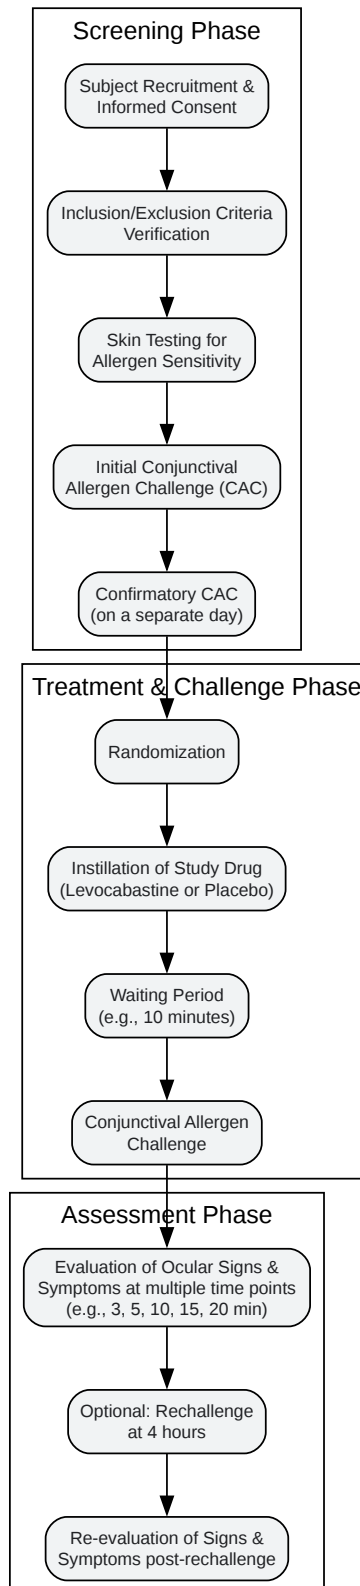 Screening Phase
Subject Recruitment &
Informed Consent
Inclusion/Exclusion Criteria
Verification
Skin Testing for
Allergen Sensitivity
Initial Conjunctival
Allergen Challenge (CAC)
Confirmatory CAC
(on a separate day)
Treatment & Challenge Phase
Randomization
Instillation of Study Drug
(Levocabastine or Placebo)
Waiting Period
(e.g., 10 minutes)
Conjunctival Allergen
Challenge
Assessment Phase
Evaluation of Ocular Signs &
Symptoms at multiple time points
(e.g., 3, 5, 10, 15, 20 min)
Optional: Rechallenge
at 4 hours
Re-evaluation of Signs &
Symptoms post-rechallenge